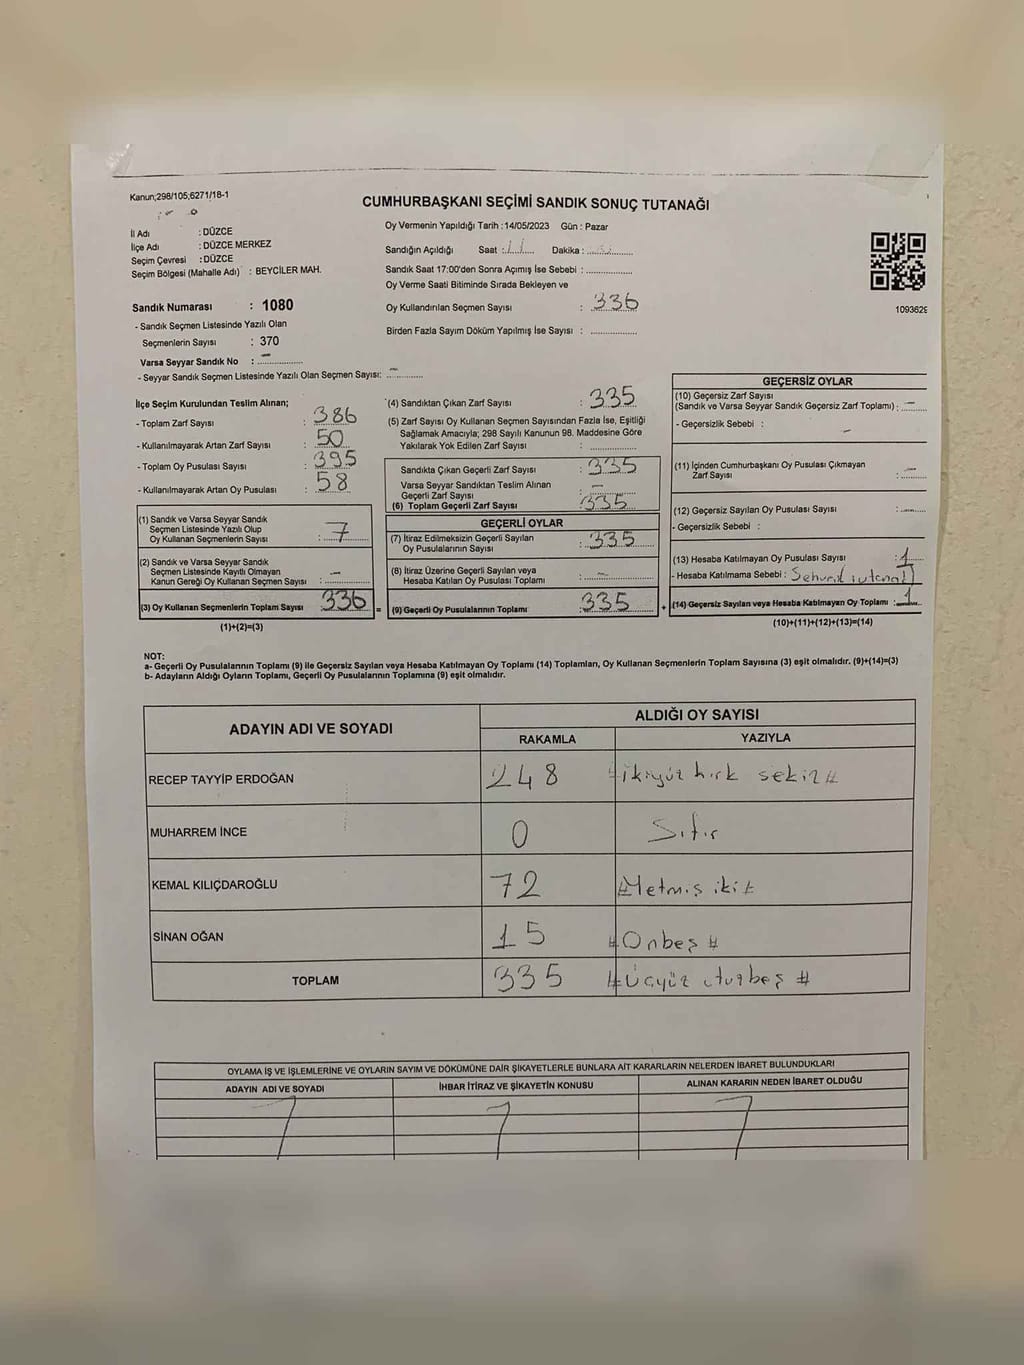 Kanun;298/105;6271/18-1
CUMHURBAŞKANI SEÇİMİ SANDIK SONUÇ TUTANAĞI
Oy Vermenin Yapıldığı Tarih : 14/05/2023 Gün : Pazar
İl Adı : DÜZCE
İlçe Adı : DÜZCE MERKEZ
Seçim Çevresi : DÜZCE
Seçim Bölgesi (Mahalle Adı) : BEYCİLER MAH.
Sandık Numarası : 1080
- Sandık Seçmen Listesinde Yazılı Olan
Seçmenlerin Sayısı : 370
Varsa Seyyar Sandık No : –
- Seyyar Sandık Seçmen Listesinde Yazılı Olan Seçmen Sayısı: –
Sandığın Açıldığı Saat : Dakika :
Sandık Saat 17:00'den Sonra Açımış İse Sebebi :
Oy Verme Saati Bitiminde Sırada Bekleyen ve
Oy Kullandırılan Seçmen Sayısı : 336
Birden Fazla Sayım Döküm Yapılmış İse Sayısı :
109362
İlçe Seçim Kurulundan Teslim Alınan;
- Toplam Zarf Sayısı : 386
- Kullanılmayarak Artan Zarf Sayısı : 50
- Toplam Oy Pusulası Sayısı : 395
- Kullanılmayarak Artan Oy Pusulası : 58
(1) Sandık ve Varsa Seyyar Sandık
Seçmen Listesinde Yazılı Olup
Oy Kullanan Seçmenlerin Sayısı : 7
(2) Sandık ve Varsa Seyyar Sandık
Seçmen Listesinde Kayıtlı Olmayan
Kanun Gereği Oy Kullanan Seçmen Sayısı : –
(3) Oy Kullanan Seçmenlerin Toplam Sayısı : 336 =
(1)+(2)=(3)
(4) Sandıktan Çıkan Zarf Sayısı : 335
(5) Zarf Sayısı Oy Kullanan Seçmen Sayısından Fazla İse, Eşitliği
Sağlamak Amacıyla; 298 Sayılı Kanunun 98. Maddesine Göre
Yakılarak Yok Edilen Zarf Sayısı :
Sandıkta Çıkan Geçerli Zarf Sayısı : 335
Varsa Seyyar Sandıktan Teslim Alınan
Geçerli Zarf Sayısı : –
(6) Toplam Geçerli Zarf Sayısı : 335
GEÇERLİ OYLAR
(7) İtiraz Edilmeksizin Geçerli Sayılan
Oy Pusulalarının Sayısı : 335
(8) İtiraz Üzerine Geçerli Sayılan veya
Hesaba Katılan Oy Pusulası Toplamı : –
(9) Geçerli Oy Pusulalarının Toplamı : 335 +
GEÇERSİZ OYLAR
(10) Geçersiz Zarf Sayısı
(Sandık ve Varsa Seyyar Sandık Geçersiz Zarf Toplamı) : –
- Geçersizlik Sebebi : –
(11) İçinden Cumhurbaşkanı Oy Pusulası Çıkmayan
Zarf Sayısı : –
(12) Geçersiz Sayılan Oy Pusulası Sayısı : –
- Geçersizlik Sebebi :
(13) Hesaba Katılmayan Oy Pusulası Sayısı : 1
- Hesaba Katılmama Sebebi :
(14) Geçersiz Sayılan veya Hesaba Katılmayan Oy Toplamı : 1
(10)+(11)+(12)+(13)=(14)
NOT:
a- Geçerli Oy Pusulalarının Toplamı (9) ile Geçersiz Sayılan veya Hesaba Katılmayan Oy Toplamı (14) Toplamları, Oy Kullanan Seçmenlerin Toplam Sayısına (3) eşit olmalıdır. (9)+(14)=(3)
b- Adayların Aldığı Oyların Toplamı, Geçerli Oy Pusulalarının Toplamına (9) eşit olmalıdır.
ADAYIN ADI VE SOYADI
ALDIĞI OY SAYISI
RAKAMLA YAZIYLA
RECEP TAYYİP ERDOĞAN 248 #ikiyüz kırk sekiz#
MUHARREM İNCE 0 Sıfır
KEMAL KILIÇDAROĞLU 72 #Yetmiş iki#
SİNAN OĞAN 15 #Onbeş#
TOPLAM 335 #Üçyüz otuzbeş#
OYLAMA İŞ VE İŞLEMLERİNE VE OYLARIN SAYIM VE DÖKÜMÜNE DAİR ŞİKAYETLERLE BUNLARA AİT KARARLARIN NELERDEN İBARET BULUNDUKLARI
ADAYIN ADI VE SOYADI İHBAR İTİRAZ VE ŞİKAYETİN KONUSU ALINAN KARARIN NEDEN İBARET OLDUĞU